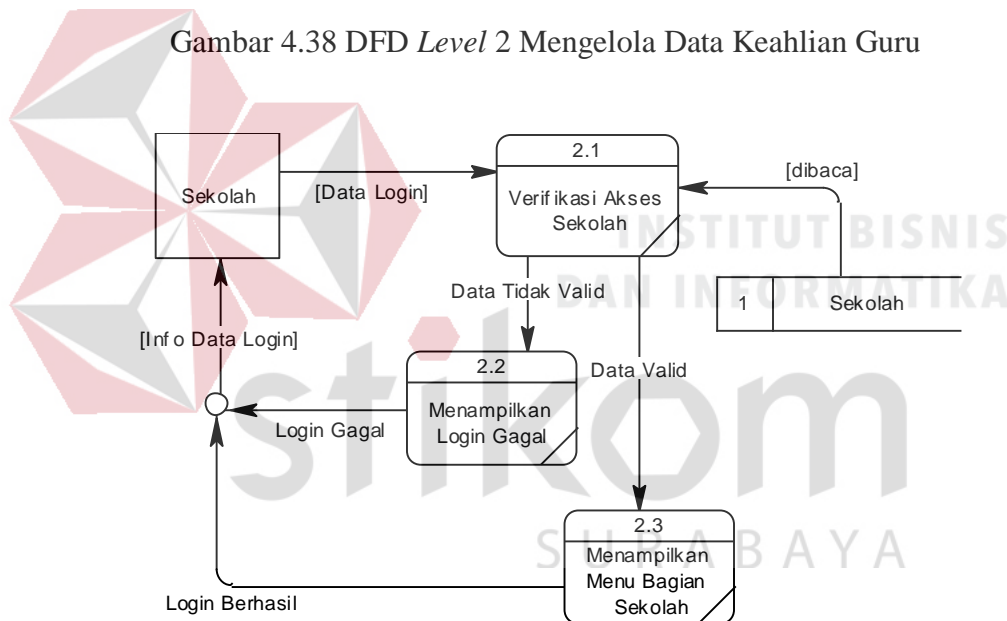 Gambar 4.38 DFD Level 2 Mengelola Data Keahlian Guru
2.1
Verifikasi Akses
Sekolah
[dibaca]
Sekolah
[Data Login]
INSTITUT BISNIS
DAN INFORMATIKA
1
Sekolah
Data Tidak Valid
[Info Data Login]
2.2
Menampilkan
Login Gagal
Data Valid
Login Gagal
stikom
SURABAYA
2.3
Menampilkan
Menu Bagian
Sekolah
Login Berhasil